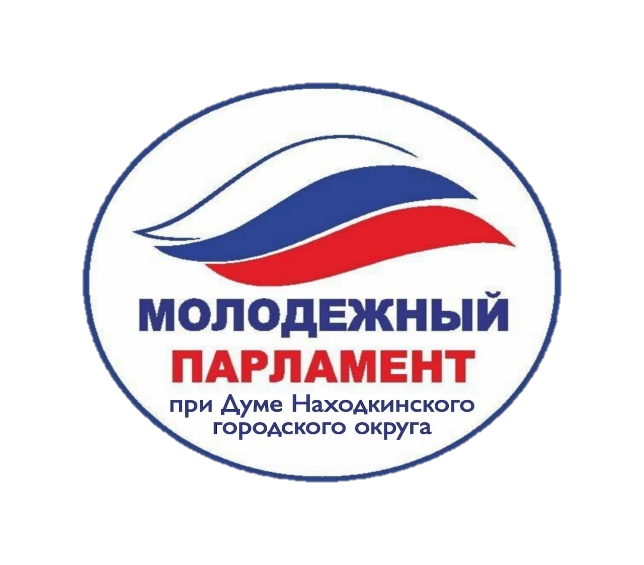 МОЛОДЕЖНЫЙ
ПАРЛАМЕНТ
при Думе Находкинского
городского округа